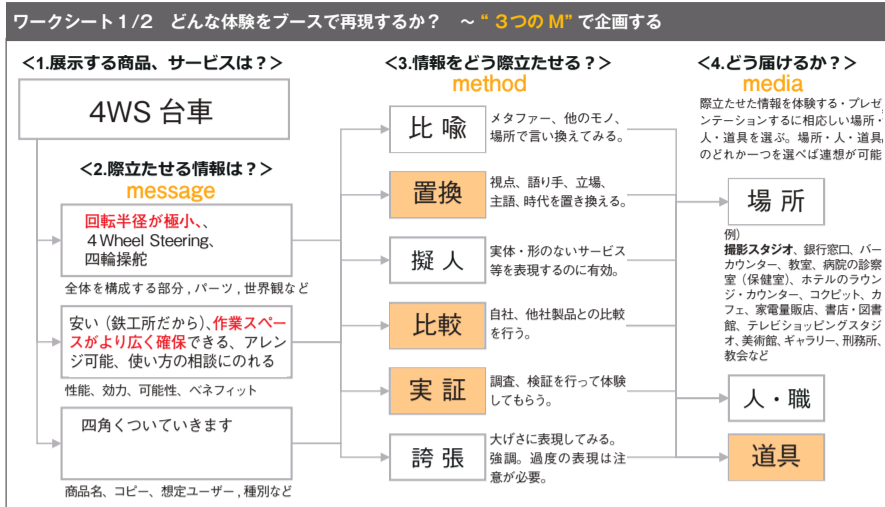 ワークシート 1/2　どんな体験をブースで再現するか？　～ “ 3つの M” で企画する
<1.展示する商品、サービスは？>
4WS 台車
<2.際立たせる情報は？>
message
回転半径が極小、、
4 Wheel Steering、
四輪操舵
全体を構成する部分 , パーツ , 世界観など
安い（鉄工所だから）、作業スペー
スがより広く確保できる、アレン
ジ可能、使い方の相談にのれる
性能、効力、可能性、ベネフィット
四角くついていきます
商品名、コピー、想定ユーザー , 種別など
<3.情報をどう際立たせる？>
method
比 喩
メタファー、他のモノ、
場所で言い換えてみる。
置換
視点、語り手、立場、
主語、時代を置き換える。
擬 人
実体・形のないサービス
等を表現するのに有効。
比較
自社、他社製品との比較
を行う。
実 証
調査、検証を行って体験
してもらう。
誇 張
大げさに表現してみる。
強調。過度の表現は注
意が必要。
<4.どう届けるか？>
media
際立たせた情報を体験する・プレゼ
ンテーションするに相応しい場所・
人・道具を選ぶ。場所・人・道具
のどれか一つを選べば連想が可能
場 所
例）
撮影スタジオ、銀行窓口、バー
カウンター、教室、病院の診察
室（保健室）、ホテルのラウン
ジ・カウンター、コクピット、カ
フェ、家電量販店、書店・図書
館、テレビショッピングスタジ
オ、美術館、ギャラリー、刑務所、
教会など
人・職
道具